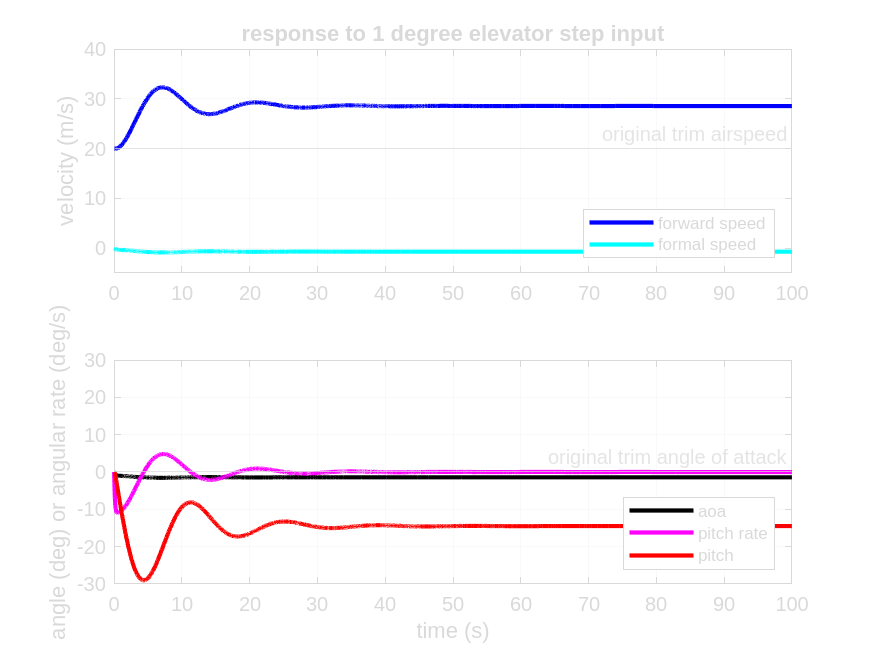 response to 1 degree elevator step input
velocity (m/s)
40
30
20
10
0
original trim airspeed
forward speed
formal speed
0 10 20 30 40 50 60 70 80 90 100
angle (deg) or angular rate (deg/s)
30
20
10
0
-10
-20
-30
original trim angle of attack
aoa
pitch rate
pitch
0 10 20 30 40 50 60 70 80 90 100
time (s)